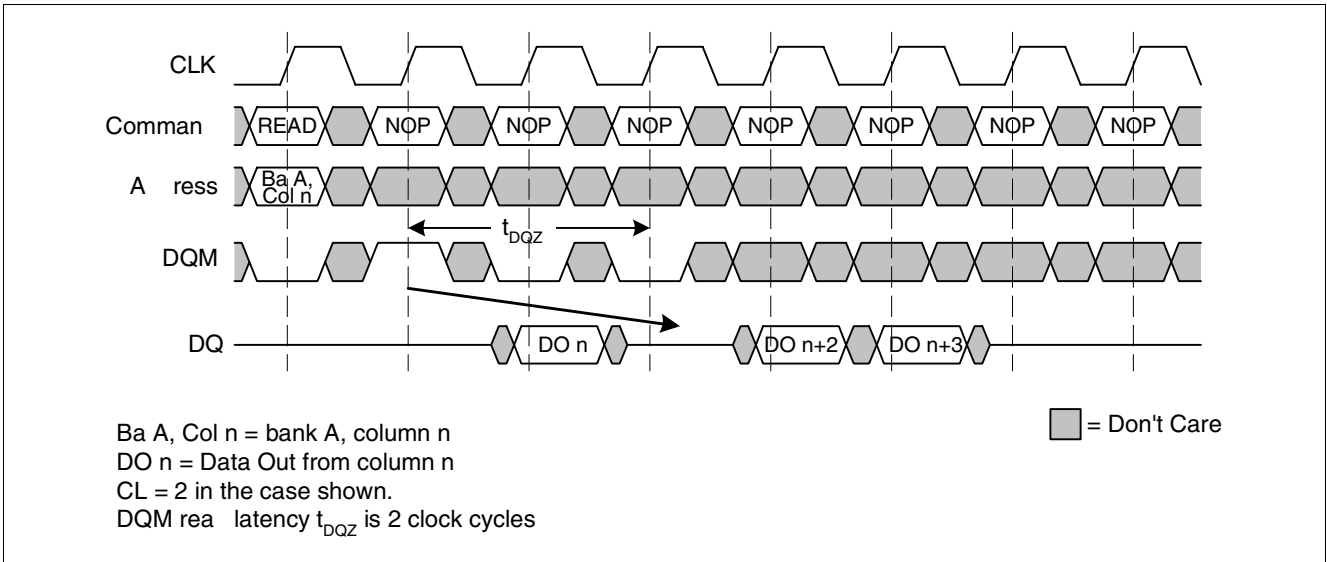 CLK
Comman READ NOP NOP NOP NOP NOP NOP NOP
A ress Ba A,
Col n
tDQZ
DQM
DQ DO n DO n+2 DO n+3
Ba A, Col n = bank A, column n
DO n = Data Out from column n
CL = 2 in the case shown.
DQM rea latency tDQZ is 2 clock cycles
= Don't Care